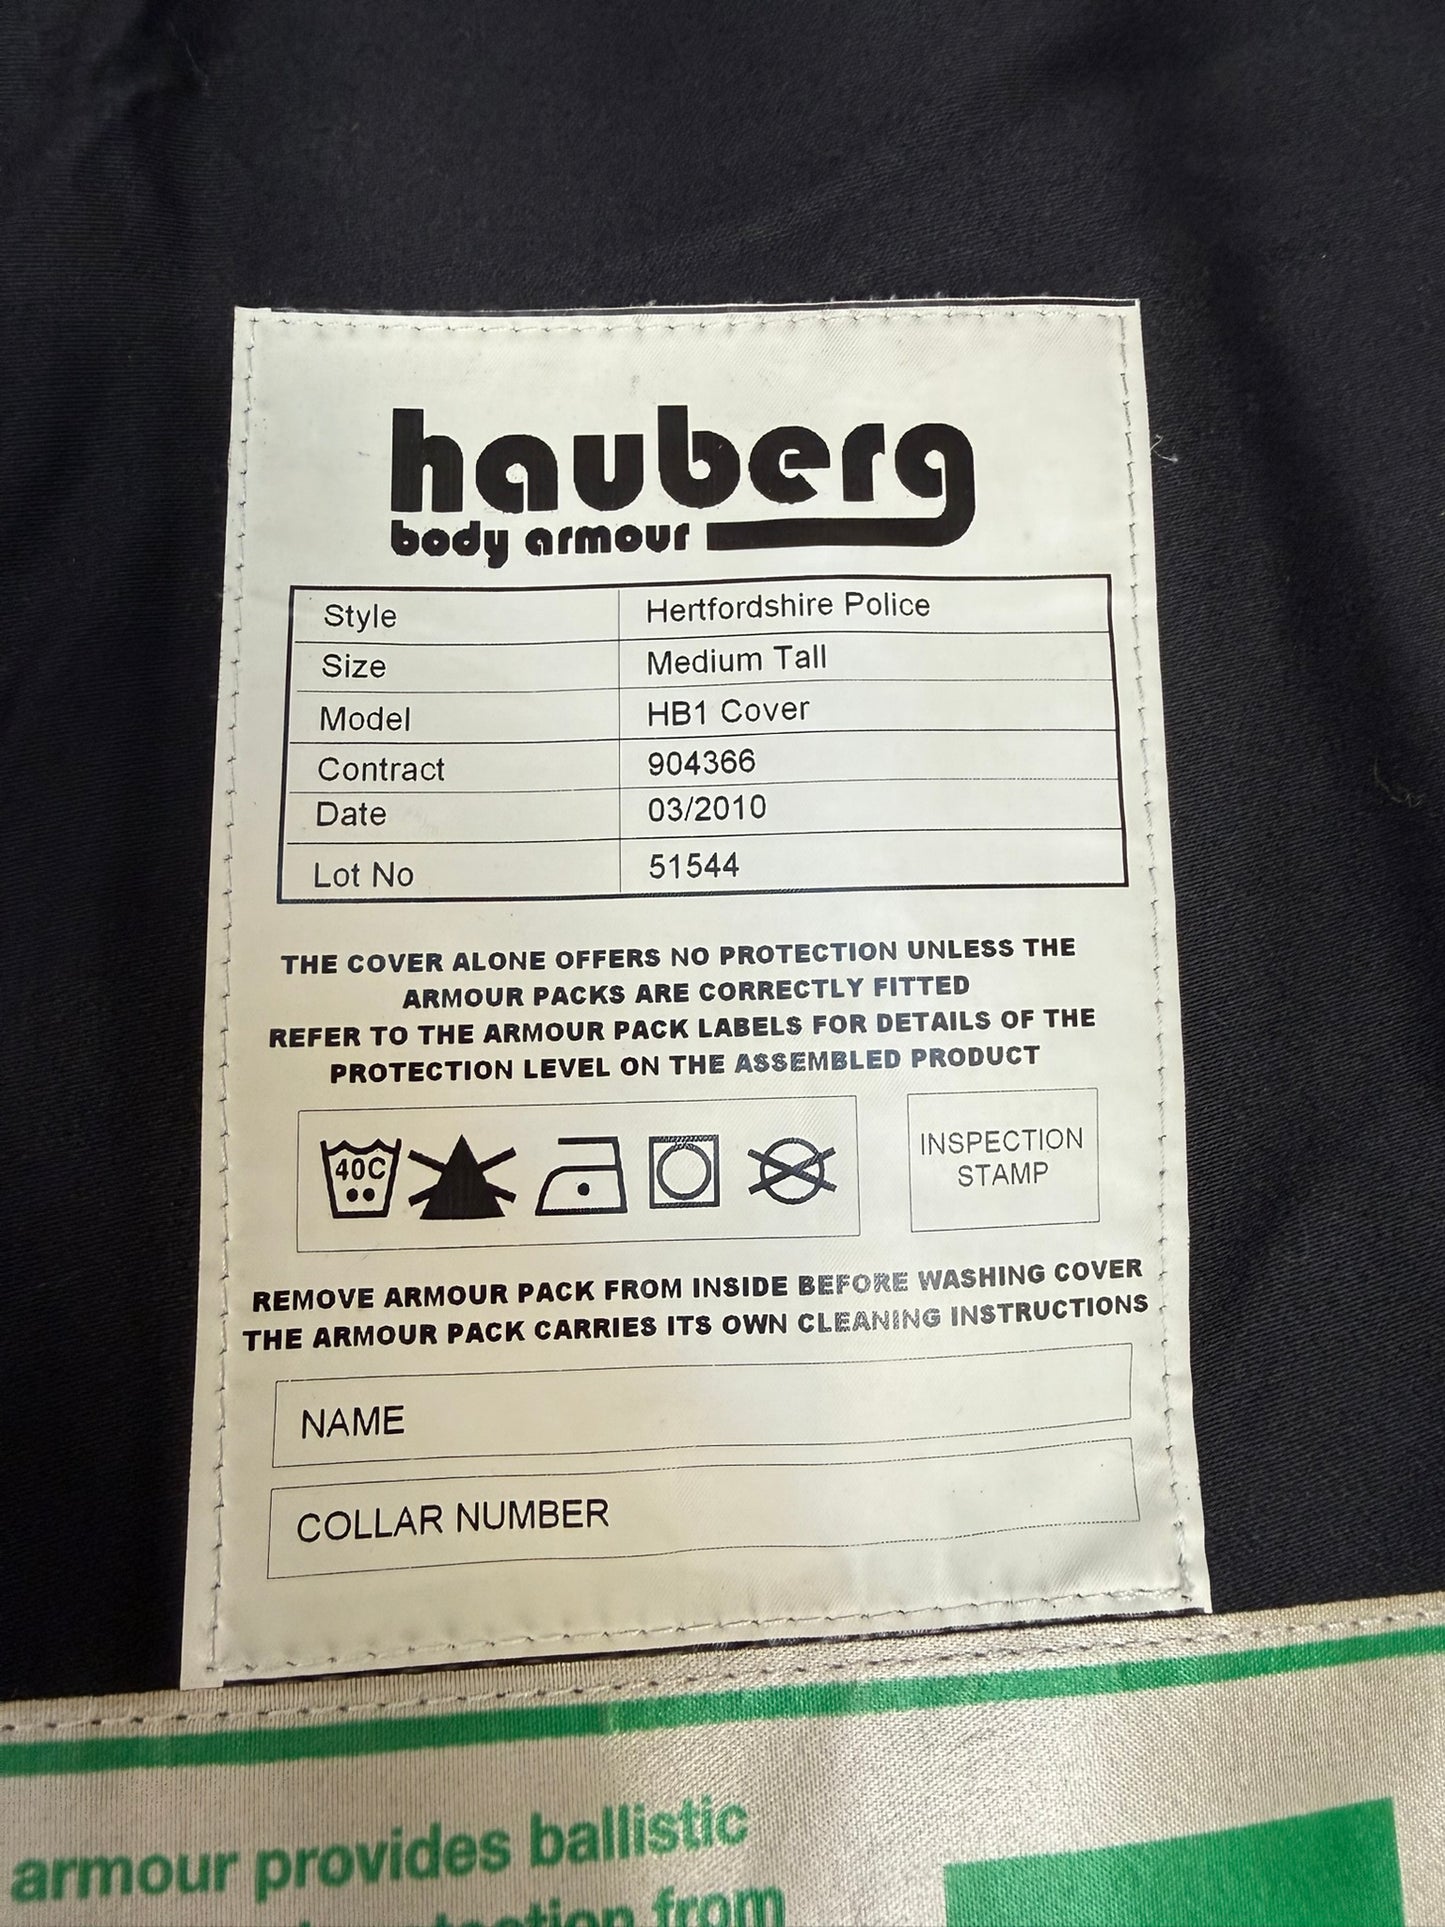 hauberg
body armour
Style Hertfordshire Police
Size Medium Tall
Model HB1 Cover
Contract 904366
Date 03/2010
Lot No 51544
THE COVER ALONE OFFERS NO PROTECTION UNLESS THE
ARMOUR PACKS ARE CORRECTLY FITTED
REFER TO THE ARMOUR PACK LABELS FOR DETAILS OF THE
PROTECTION LEVEL ON THE ASSEMBLED PRODUCT
40C
INSPECTION
STAMP
REMOVE ARMOUR PACK FROM INSIDE BEFORE WASHING COVER
THE ARMOUR PACK CARRIES ITS OWN CLEANING INSTRUCTIONS
NAME
COLLAR NUMBER
armour provides ballistic
from